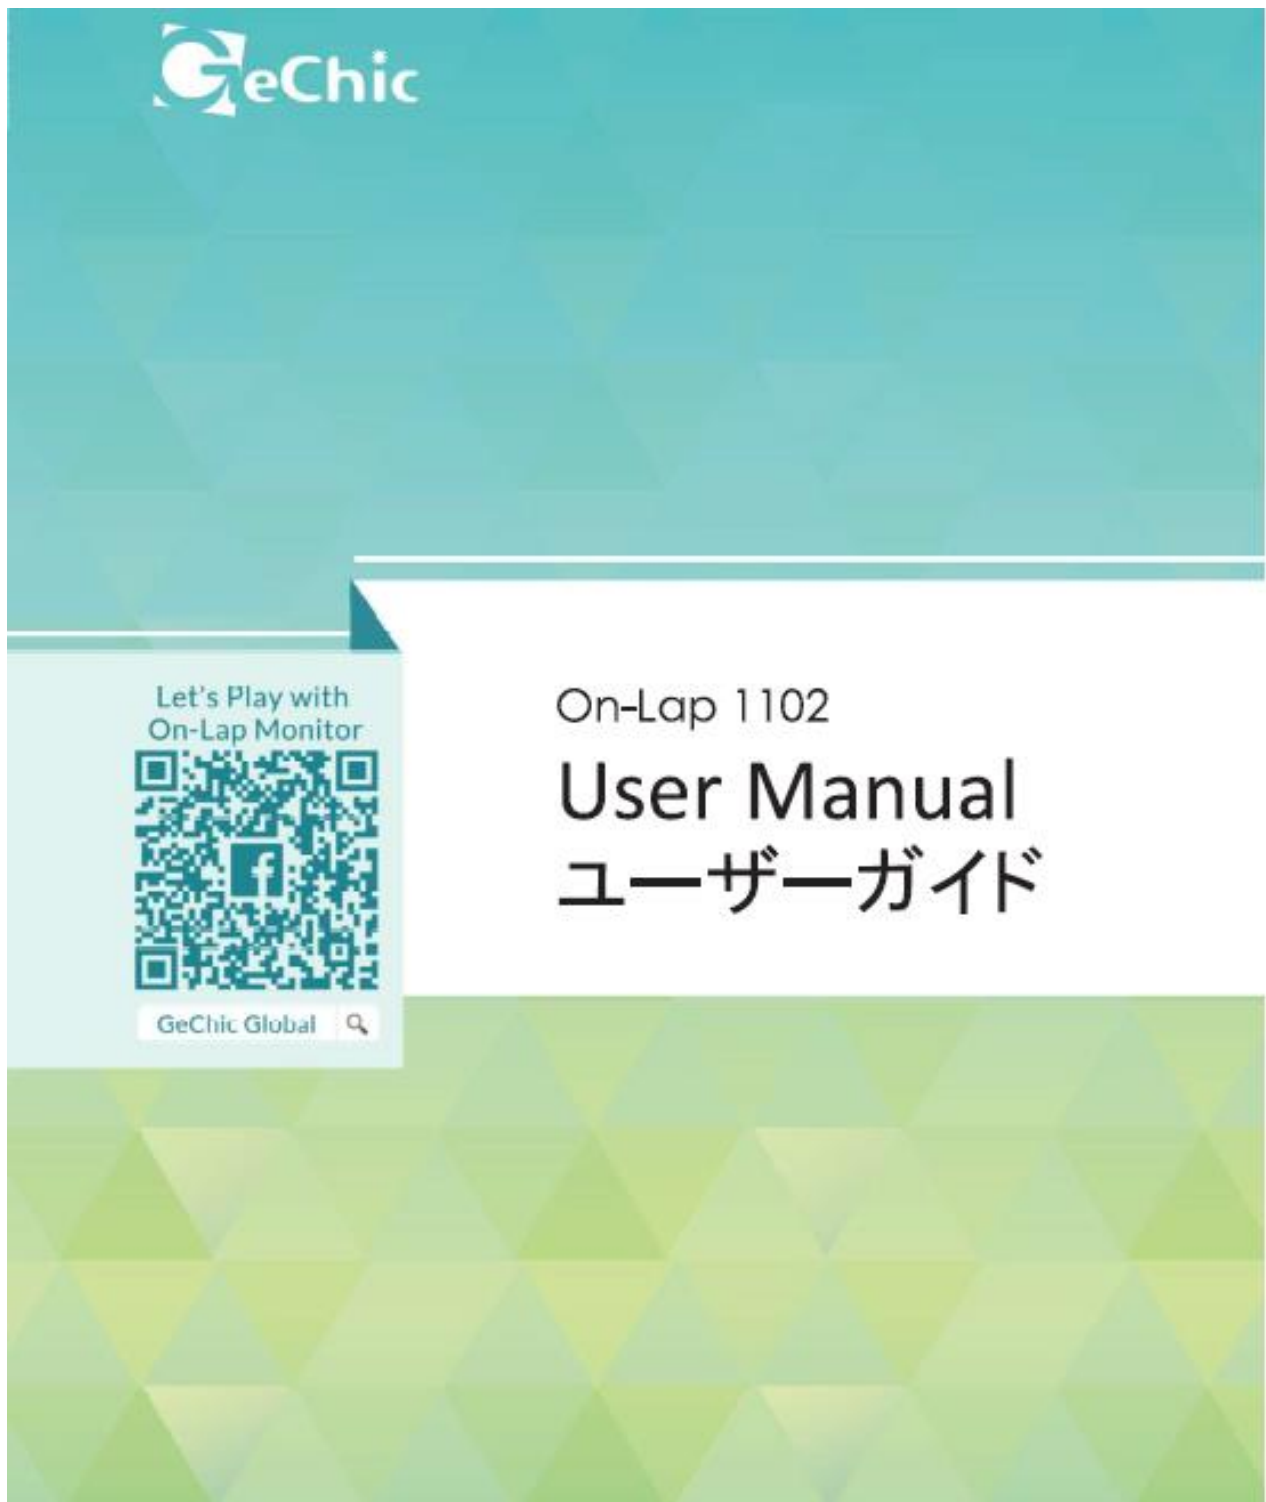 GeChic
Let's Play with
On-Lap Monitor
GeChic Global
On-Lap 1102
User Manual
ユーザーガイド